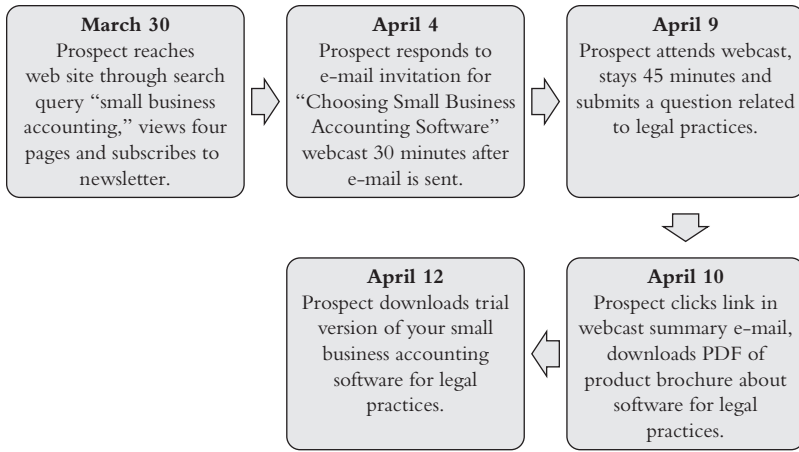 March 30
Prospect reaches
web site through search
query “small business
accounting,” views four
pages and subscribes to
newsletter.
April 4
Prospect responds to
e-mail invitation for
“Choosing Small Business
Accounting Software”
webcast 30 minutes after
e-mail is sent.
April 9
Prospect attends webcast,
stays 45 minutes and
submits a question related
to legal practices.
April 10
Prospect clicks link in
webcast summary e-mail,
downloads PDF of
product brochure about
software for legal
practices.
April 12
Prospect downloads trial
version of your small
business accounting
software for legal
practices.